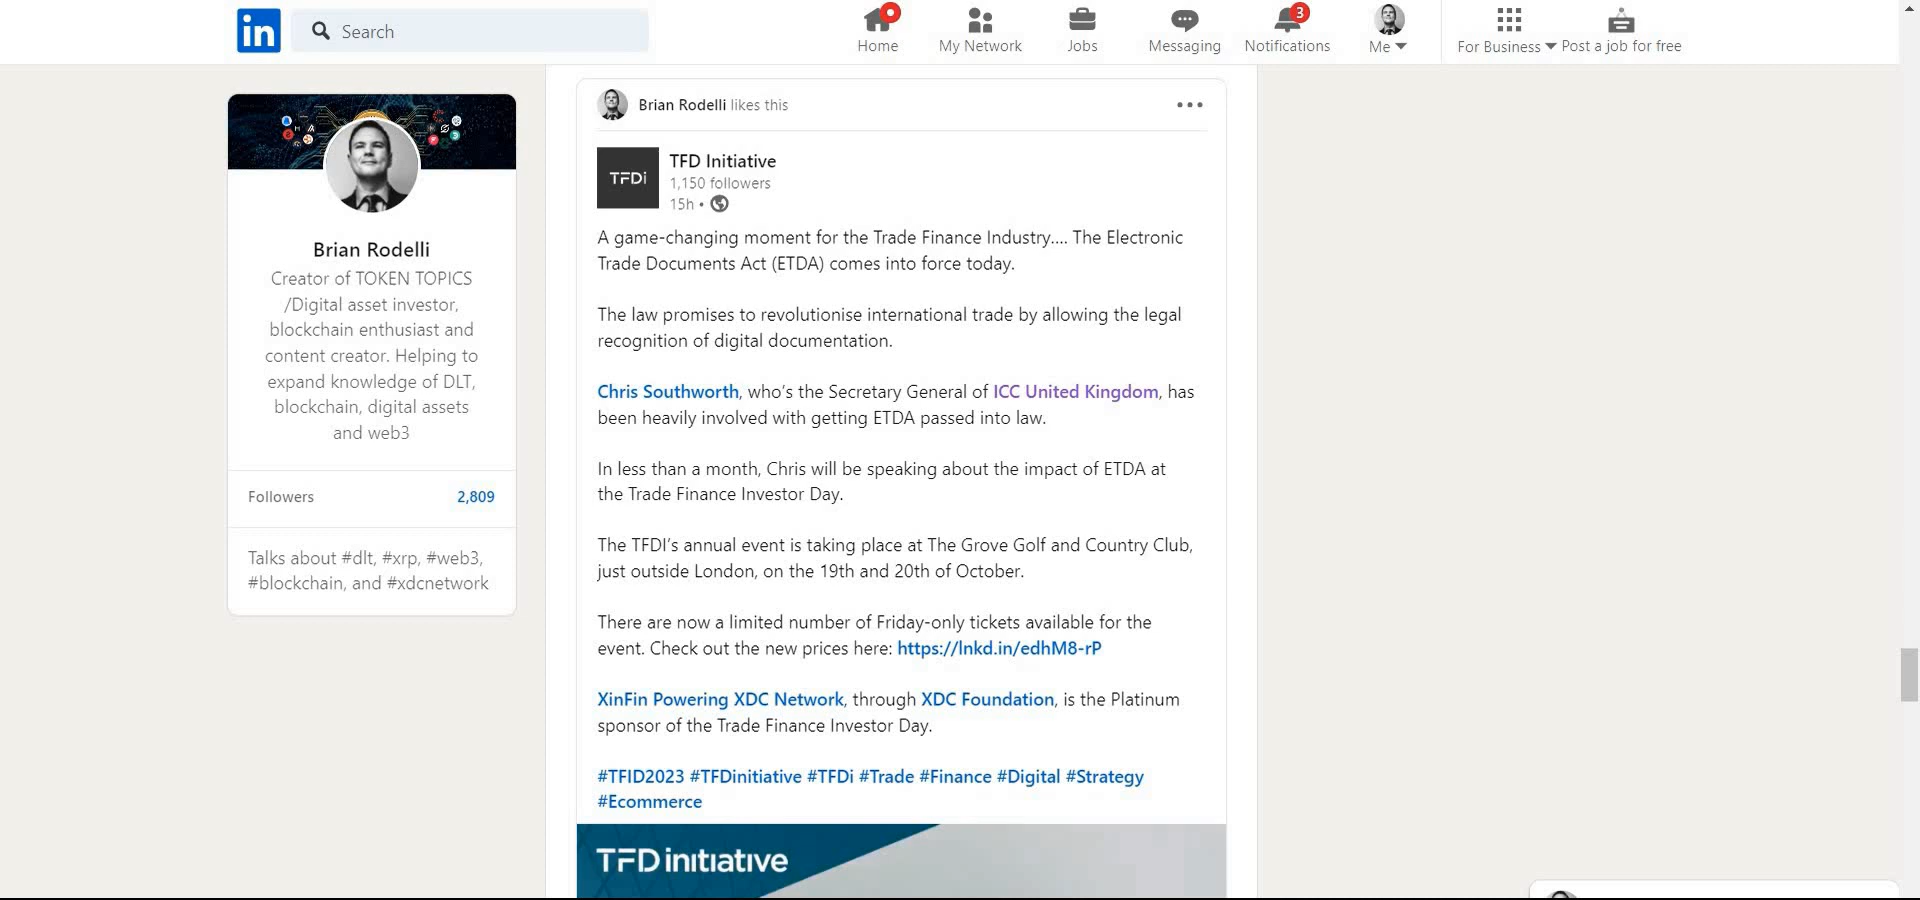 in
Search
Home
My Network
Jobs
Messaging
3
Notifications
Me
For Business
Post a job for free
Brian Rodelli
Creator of TOKEN TOPICS
/Digital asset investor,
blockchain enthusiast and
content creator. Helping to
expand knowledge of DLT,
blockchain, digital assets
and web3
Followers 2,809
Talks about #dlt, #xrp, #web3,
#blockchain, and #xdcnetwork
Brian Rodelli likes this
TFDi
TFD Initiative
1,150 followers
15h •
A game-changing moment for the Trade Finance Industry.... The Electronic
Trade Documents Act (ETDA) comes into force today.
The law promises to revolutionise international trade by allowing the legal
recognition of digital documentation.
Chris Southworth, who's the Secretary General of ICC United Kingdom, has
been heavily involved with getting ETDA passed into law.
In less than a month, Chris will be speaking about the impact of ETDA at
the Trade Finance Investor Day.
The TFDI's annual event is taking place at The Grove Golf and Country Club,
just outside London, on the 19th and 20th of October.
There are now a limited number of Friday-only tickets available for the
event. Check out the new prices here: https://lnkd.in/edhM8-rP
XinFin Powering XDC Network, through XDC Foundation, is the Platinum
sponsor of the Trade Finance Investor Day.
#TFID2023 #TFDinitiative #TFDi #Trade #Finance #Digital #Strategy
#Ecommerce
TFD initiative